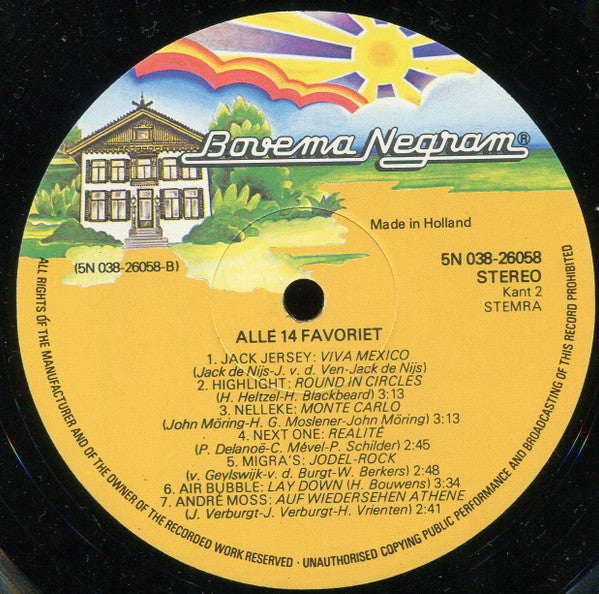 Bovema Negram®
Made in Holland
(5N 038-26058-B)
5N 038-26058
STEREO
Kant 2
STEMRA
ALLE 14 FAVORIET
1. JACK JERSEY: VIVA MEXICO
(Jack de Nijs-J. v. d. Ven-Jack de Nijs)
2. HIGHLIGHT: ROUND IN CIRCLES
(H. Heltzel-H. Blackbeard) 3:13
3. NELLEKE: MONTE CARLO
(John Möring-H. G. Moslener-John Möring) 3:13
4. NEXT ONE: REALITÉ
(P. Delanoë-C. Mével-P. Schilder) 2:45
5. MIGRA'S: JODEL-ROCK
(v. Geylswijk-v. d. Burgt-W. Berkers) 2:48
6. AIR BUBBLE: LAY DOWN (H. Bouwens) 3:34
7. ANDRÉ MOSS: AUF WIEDERSEHEN ATHENE
(J. Verburgt-J. Verburgt-H. Vrienten) 2:41
ALL RIGHTS OF THE MANUFACTURER AND OF THE OWNER OF THE RECORDED WORK RESERVED · UNAUTHORISED COPYING PUBLIC PERFORMANCE AND BROADCASTING OF THIS RECORD PROHIBITED